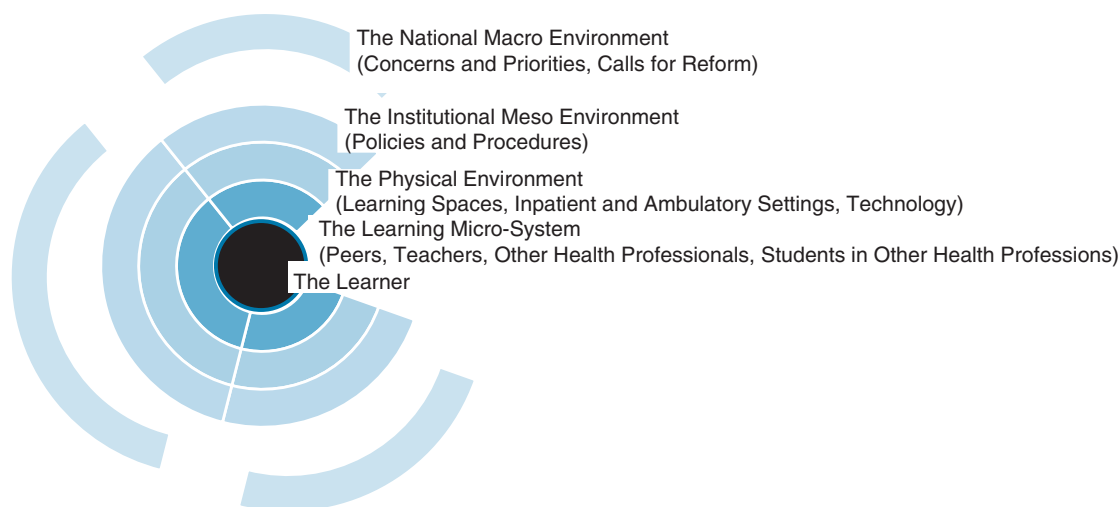 The National Macro Environment
(Concerns and Priorities, Calls for Reform)
The Institutional Meso Environment
(Policies and Procedures)
The Physical Environment
(Learning Spaces, Inpatient and Ambulatory Settings, Technology)
The Learning Micro-System
(Peers, Teachers, Other Health Professionals, Students in Other Health Professions)
The Learner